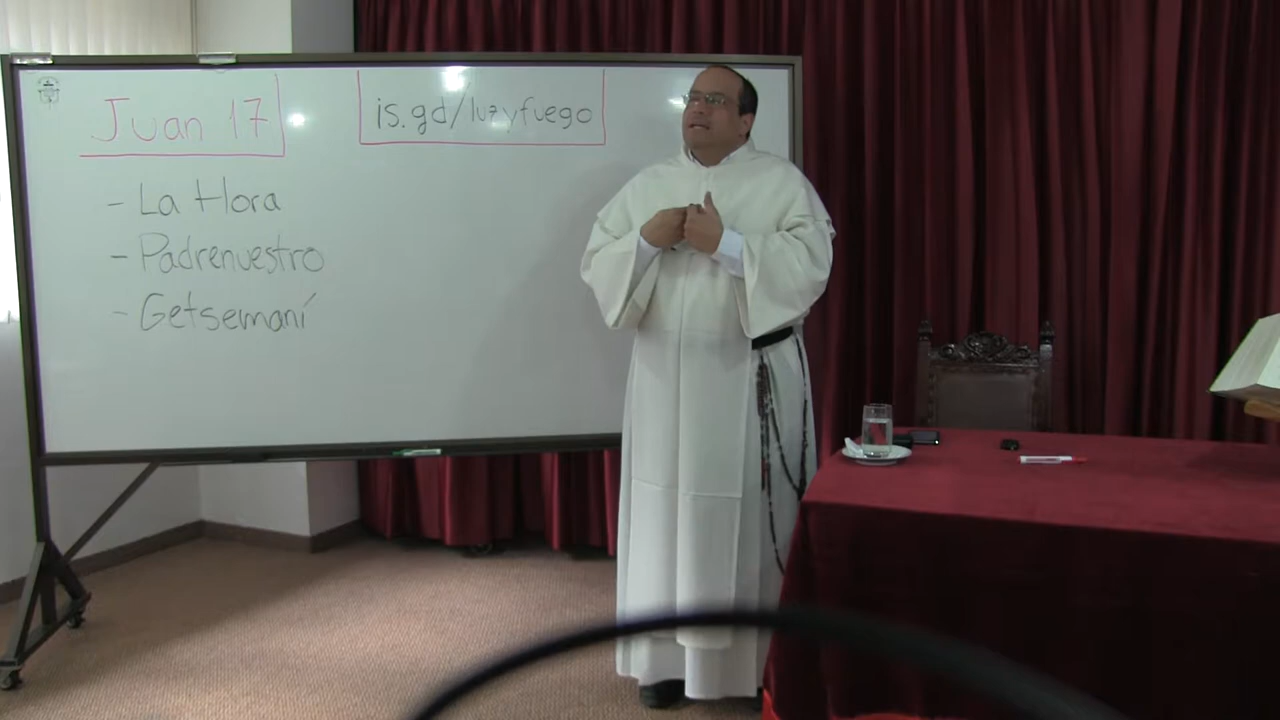 Juan 17
is.gd/luzyfuego
- La Hora
- Padrenuestro
- Getsemaní